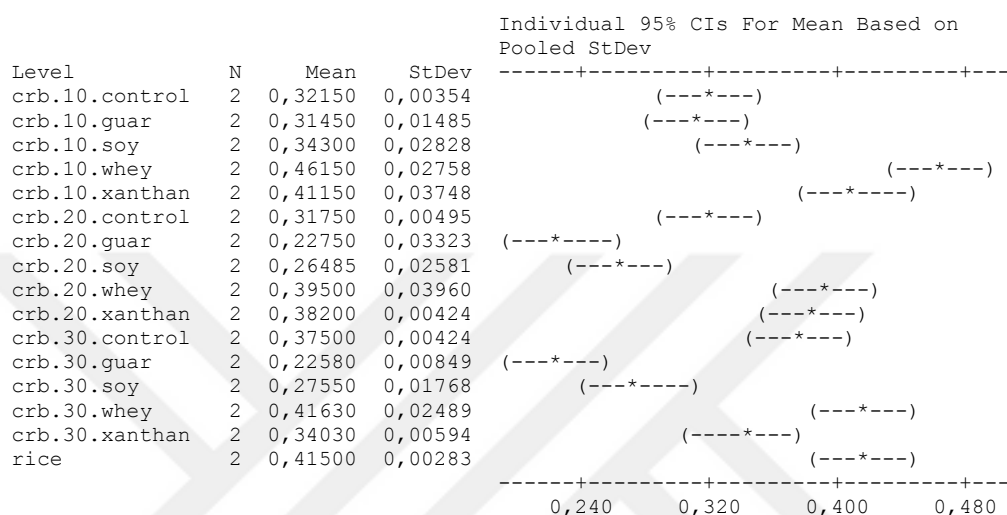 Individual 95% CIs For Mean Based on
                                      Pooled StDev
Level            N     Mean    StDev  ------+---------+---------+---------+---
crb.10.control   2  0,32150  0,00354              (---*---)
crb.10.guar      2  0,31450  0,01485             (---*---)
crb.10.soy       2  0,34300  0,02828                 (---*---)
crb.10.whey      2  0,46150  0,02758                                (---*---)
crb.10.xanthan   2  0,41150  0,03748                         (---*----)
crb.20.control   2  0,31750  0,00495              (---*---)
crb.20.guar      2  0,22750  0,03323  (---*----)
crb.20.soy       2  0,26485  0,02581       (---*---)
crb.20.whey      2  0,39500  0,03960                       (---*---)
crb.20.xanthan   2  0,38200  0,00424                      (---*---)
crb.30.control   2  0,37500  0,00424                     (---*---)
crb.30.guar      2  0,22580  0,00849  (---*---)
crb.30.soy       2  0,27550  0,01768        (---*----)
crb.30.whey      2  0,41630  0,02489                          (---*---)
crb.30.xanthan   2  0,34030  0,00594                (----*---)
rice             2  0,41500  0,00283                          (---*---)
                                      ------+---------+---------+---------+---
                                          0,240     0,320     0,400     0,480